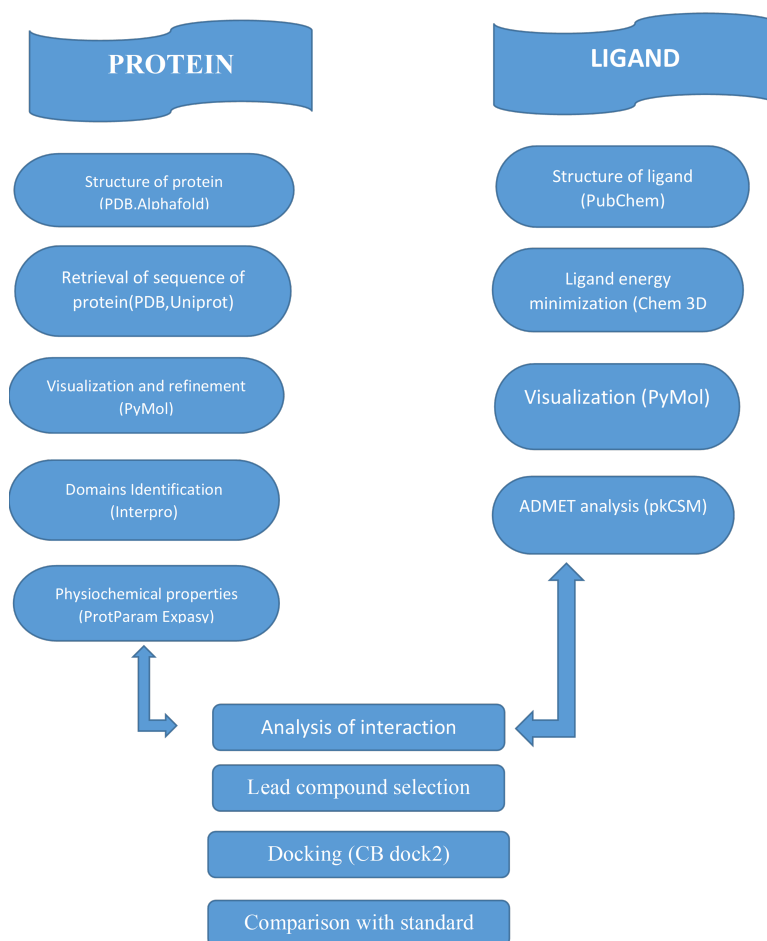 PROTEIN
Structure of protein
(PDB.Alphafold)
Retrieval of sequence of
protein(PDB,Uniprot)
Visualization and refinement
(PyMol)
Domains Identification
(Interpro)
Physiochemical properties
(ProtParam Expasy)
LIGAND
Structure of ligand
(PubChem)
Ligand energy
minimization (Chem 3D
Visualization (PyMol)
ADMET analysis (pkCSM)
Analysis of interaction
Lead compound selection
Docking (CB dock2)
Comparison with standard